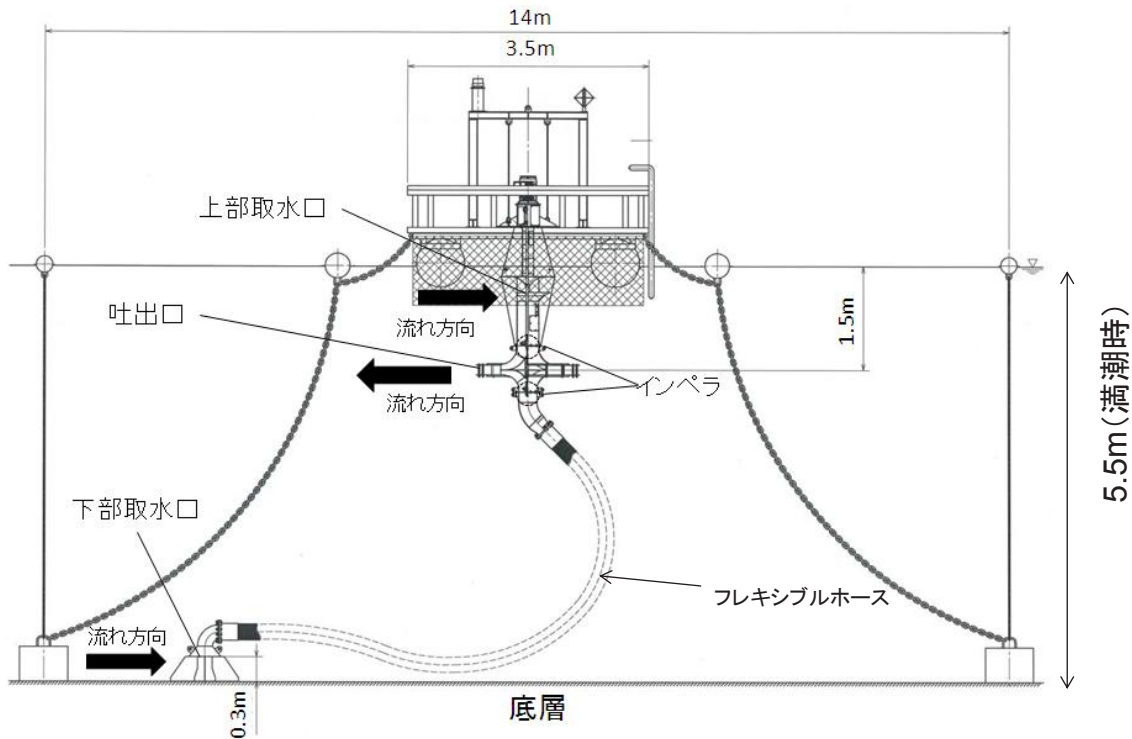 14m
3.5m
上部取水口
吐出口
流れ方向
1.5m
流れ方向
インペラ
5.5m(満潮時)
下部取水口
フレキシブルホース
流れ方向
0.3m
底層